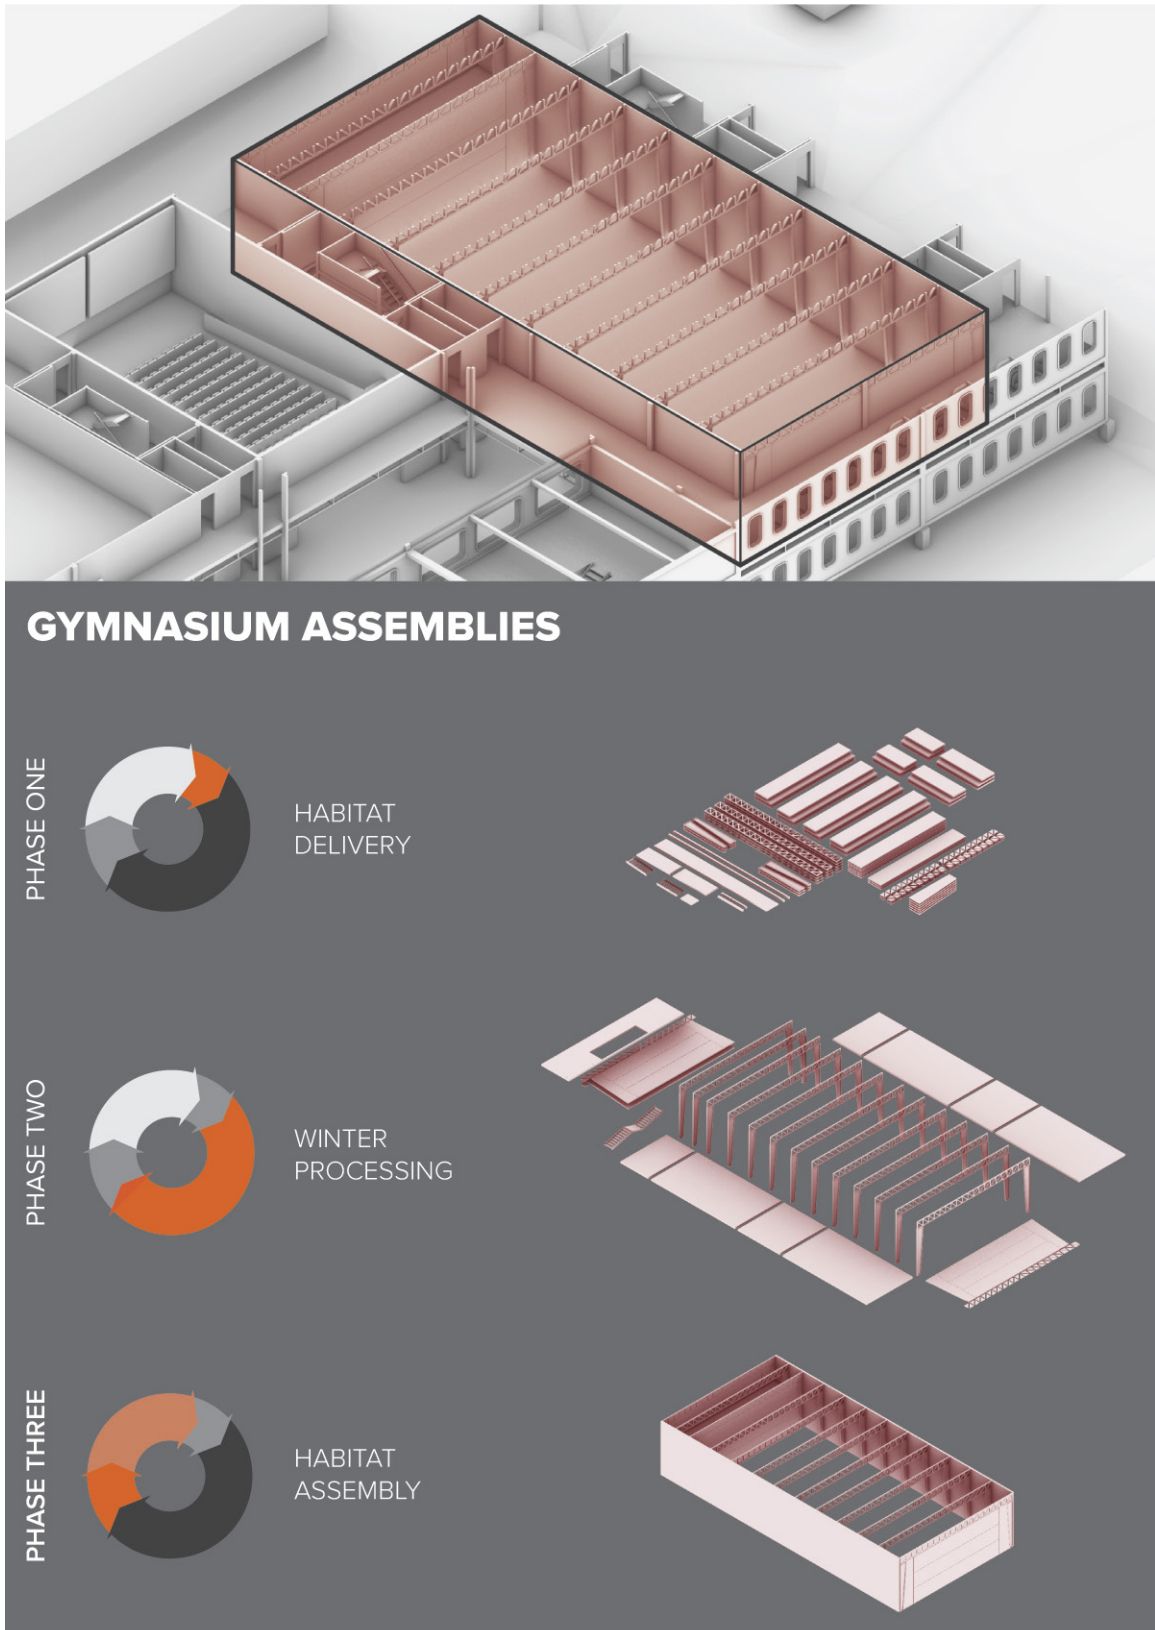 GYMNASIUM ASSEMBLIES
PHASE ONE
HABITAT
DELIVERY
PHASE TWO
WINTER
PROCESSING
PHASE THREE
HABITAT
ASSEMBLY